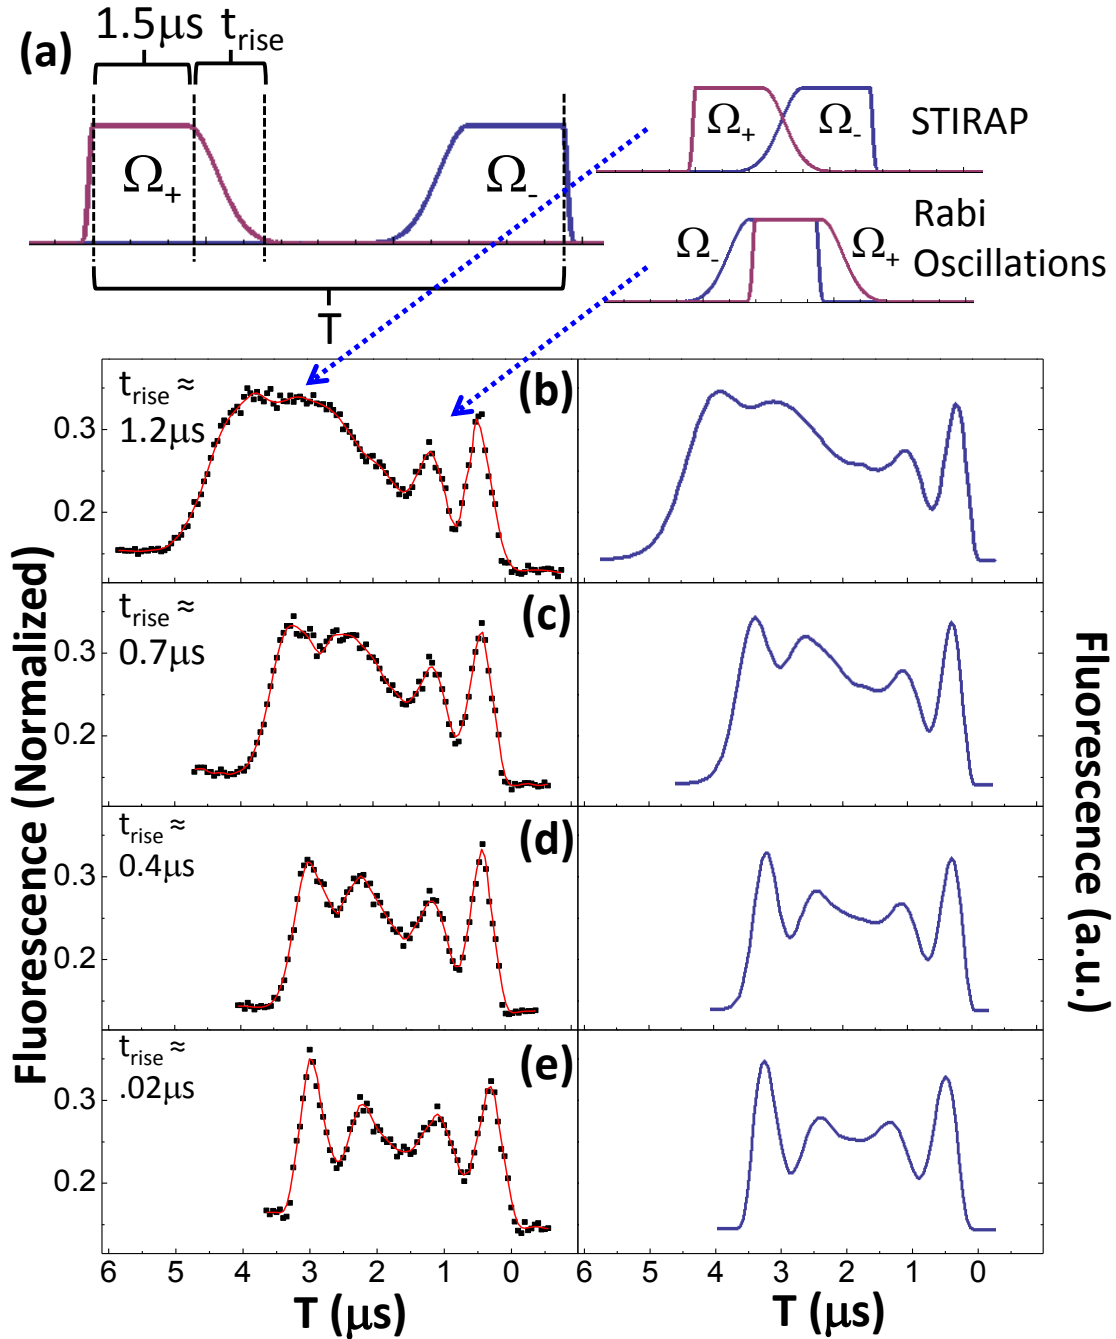 (a)
1.5μs t_rise
Ω₊
Ω₋
T
Ω₊ Ω₋ STIRAP
Ω₋ Ω₊ Rabi
Oscillations
Fluorescence (Normalized)
t_rise ≈
1.2μs
(b)
0.3
0.2
t_rise ≈
0.7μs
(c)
0.3
0.2
t_rise ≈
0.4μs
(d)
0.3
0.2
t_rise ≈
.02μs
(e)
0.3
0.2
6 5 4 3 2 1 0
T (μs)
6 5 4 3 2 1 0
T (μs)
Fluorescence (a.u.)